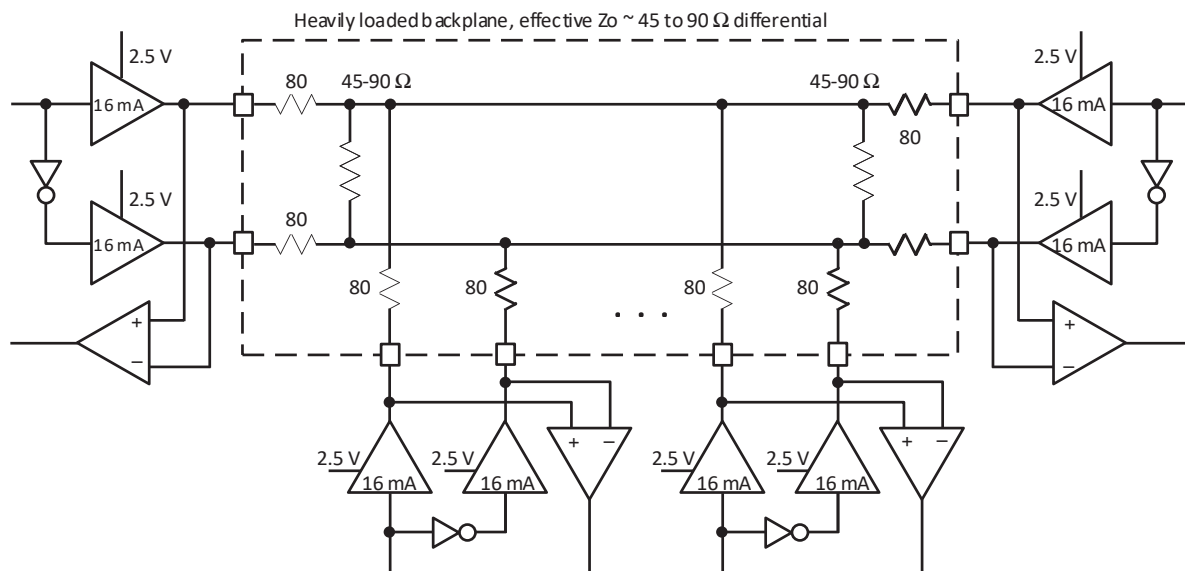 Heavily loaded backplane, effective Zo ~ 45 to 90 Ω differential
2.5 V
16 mA
80
45-90 Ω
45-90 Ω
80
2.5 V
16 mA
2.5 V
16 mA
80
2.5 V
16 mA
+
−
80
80
. . .
80
80
+
−
2.5 V
16 mA
2.5 V
16 mA
+ −
2.5 V
16 mA
2.5 V
16 mA
+ −